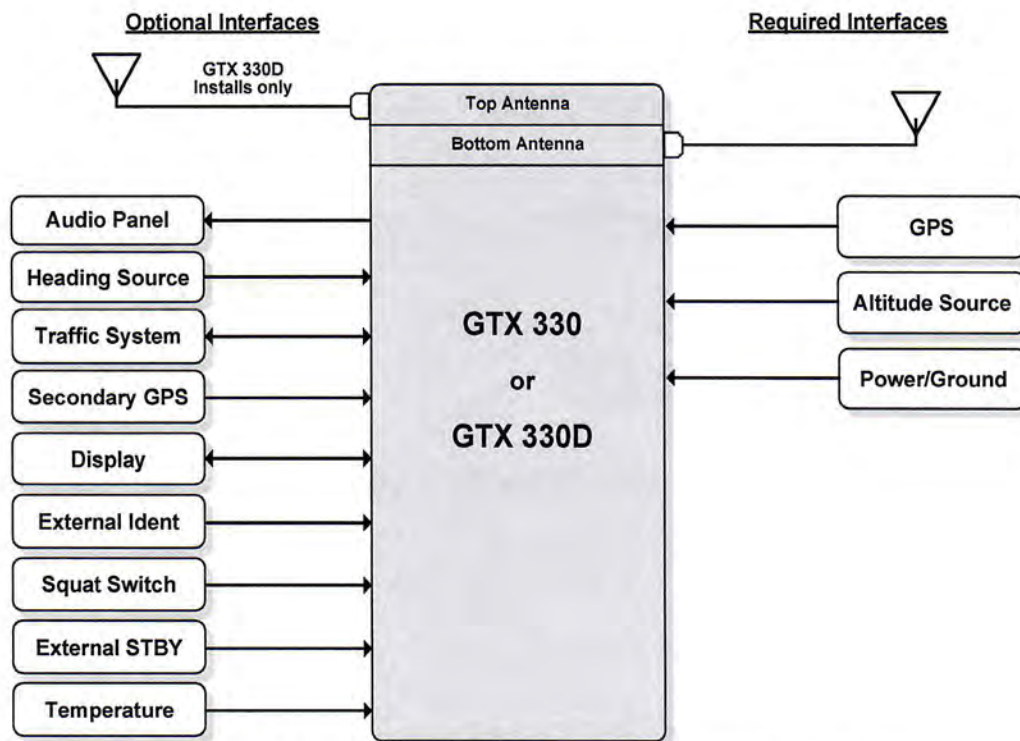 Optional Interfaces
Required Interfaces
GTX 330D
Installs only
Top Antenna
Bottom Antenna
Audio Panel
Heading Source
Traffic System
Secondary GPS
Display
External Ident
Squat Switch
External STBY
Temperature
GTX 330
or
GTX 330D
GPS
Altitude Source
Power/Ground